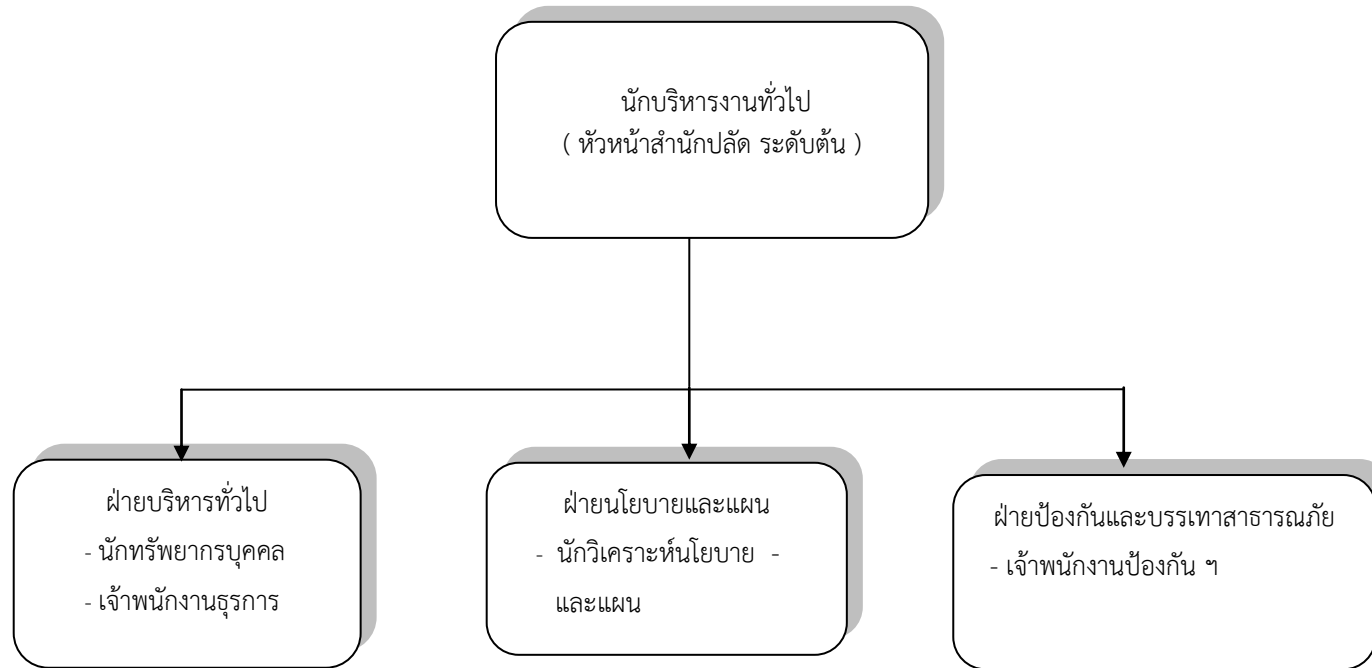 นักบริหารงานทั่วไป
( หัวหน้าสำนักปลัด ระดับต้น )
ฝ่ายบริหารทั่วไป
- นักทรัพยากรบุคคล
- เจ้าพนักงานธุรการ
ฝ่ายนโยบายและแผน
- นักวิเคราะห์นโยบาย -
และแผน
ฝ่ายป้องกันและบรรเทาสาธารณภัย
- เจ้าพนักงานป้องกัน ฯ